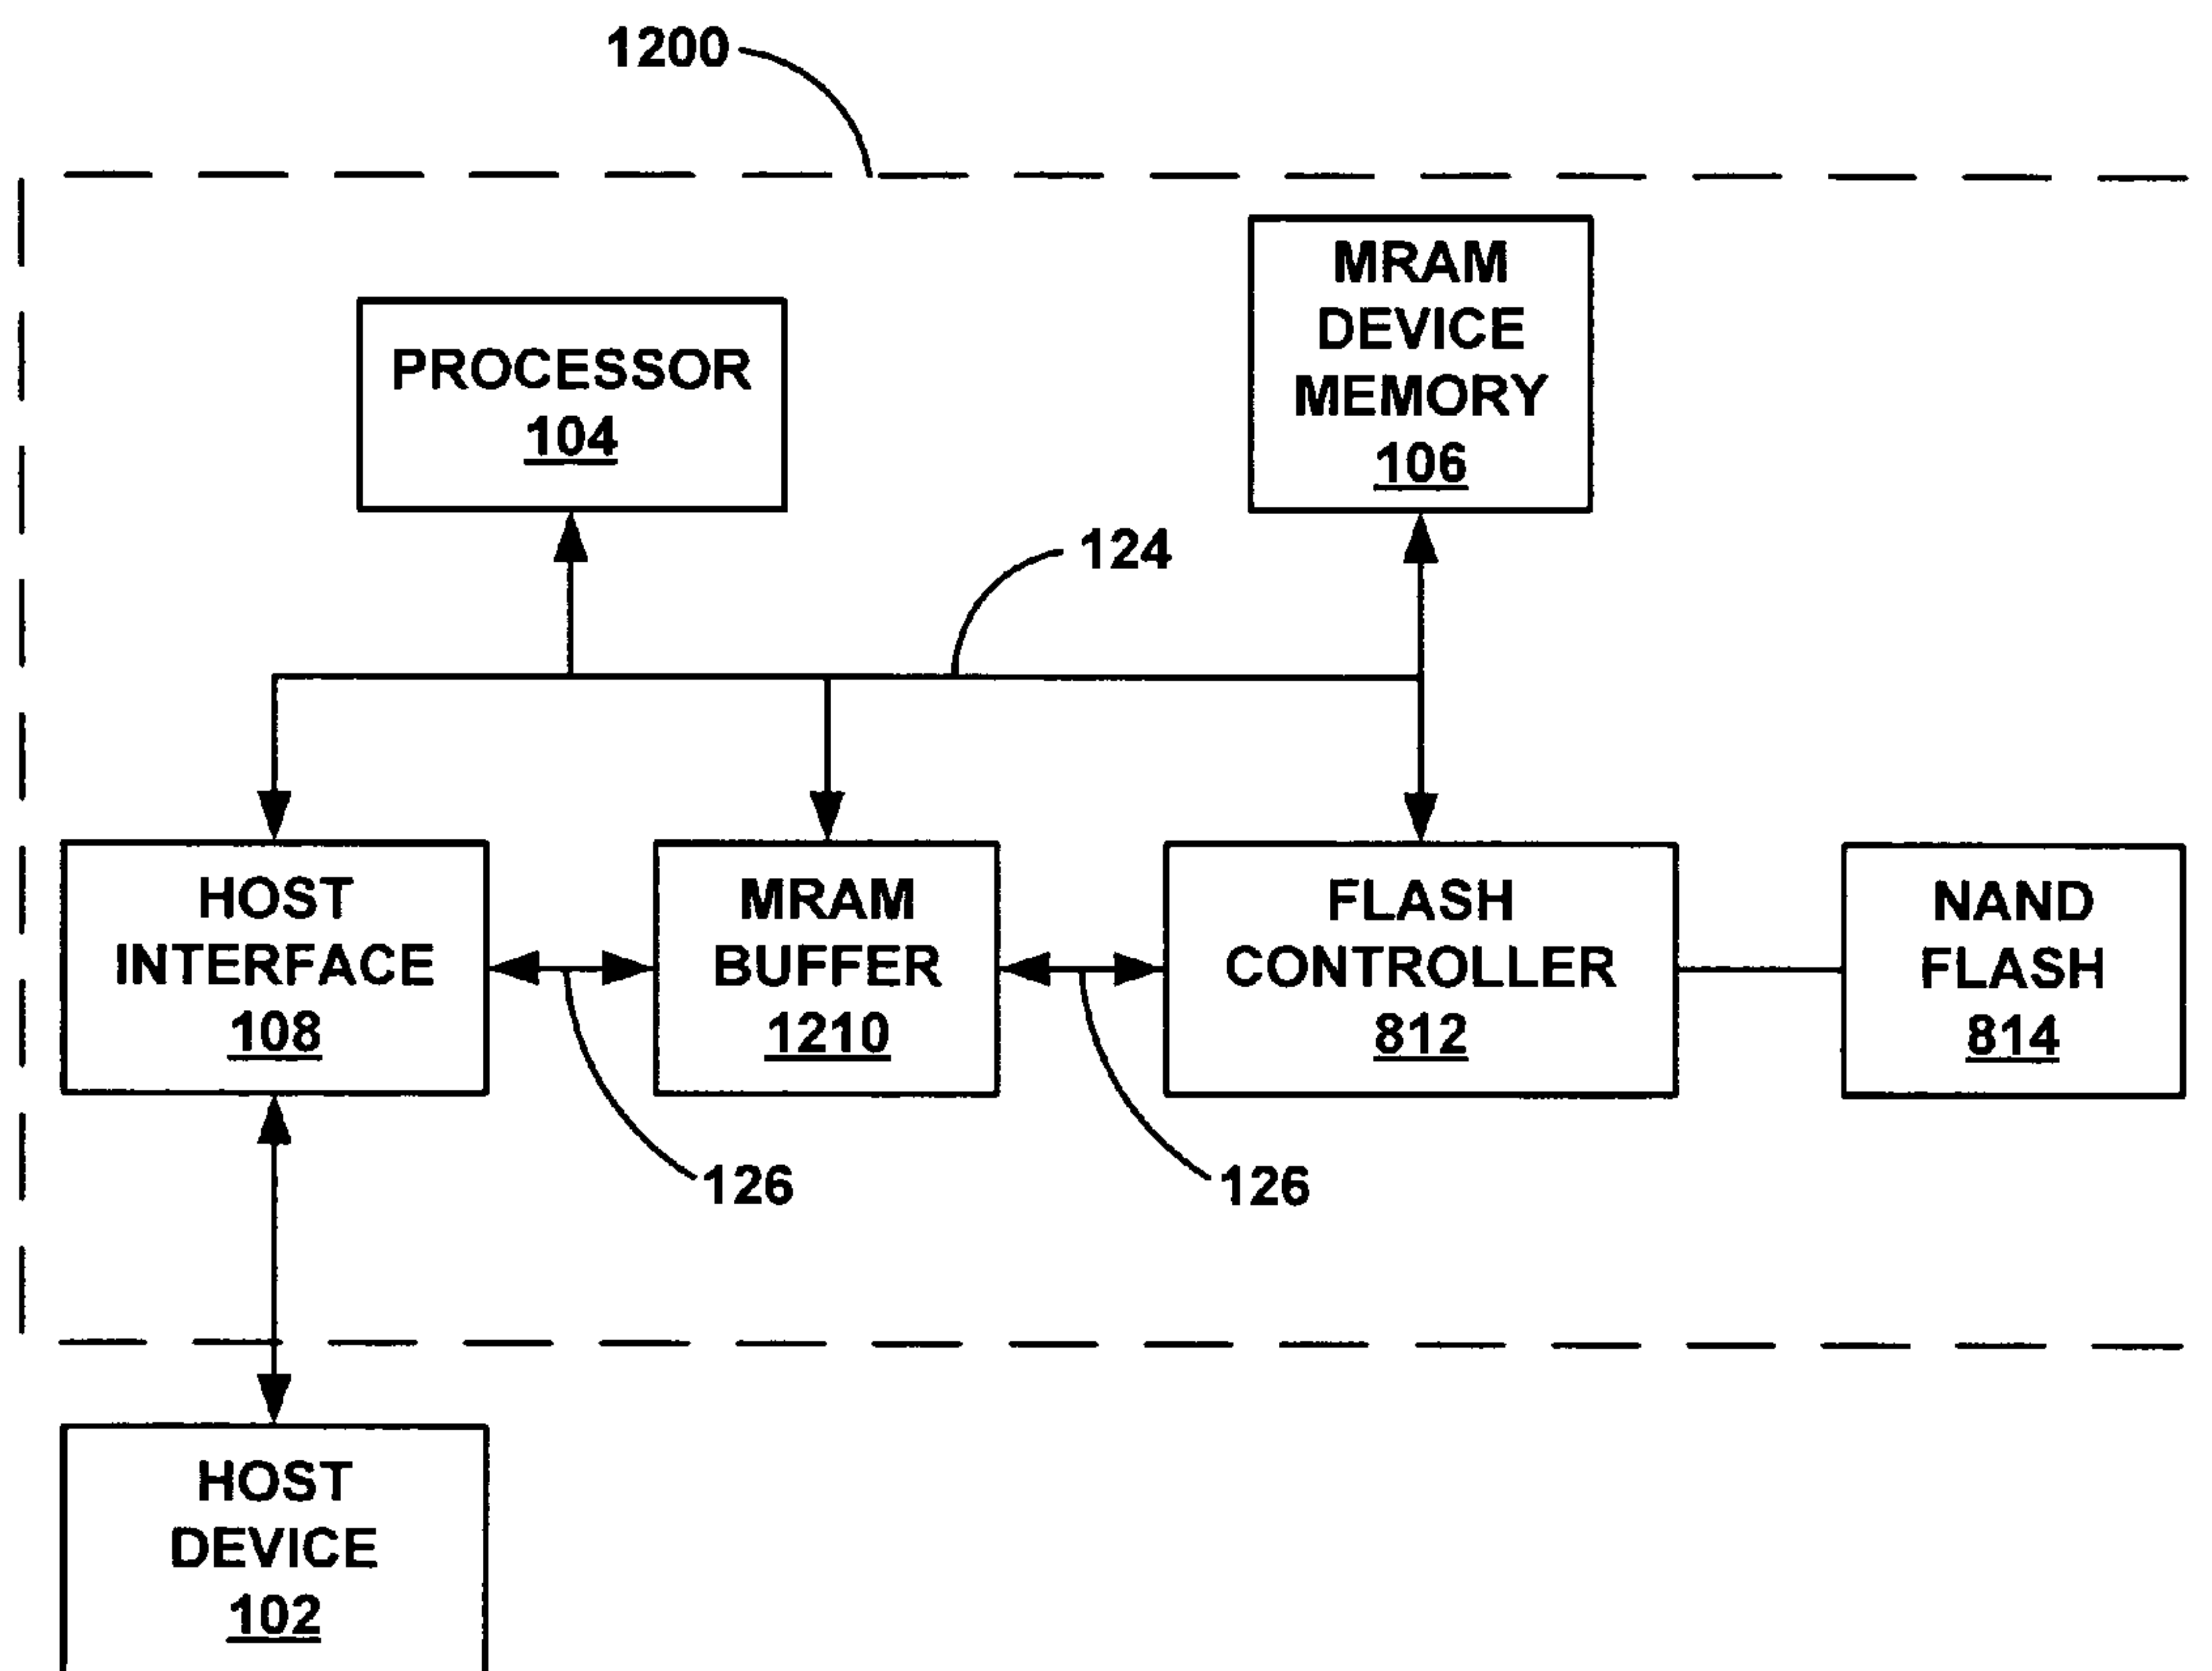 1200
MRAM
DEVICE
MEMORY
106
PROCESSOR
104
124
HOST
INTERFACE
108
MRAM
BUFFER
1210
FLASH
CONTROLLER
812
NAND
FLASH
814
126
126
HOST
DEVICE
102